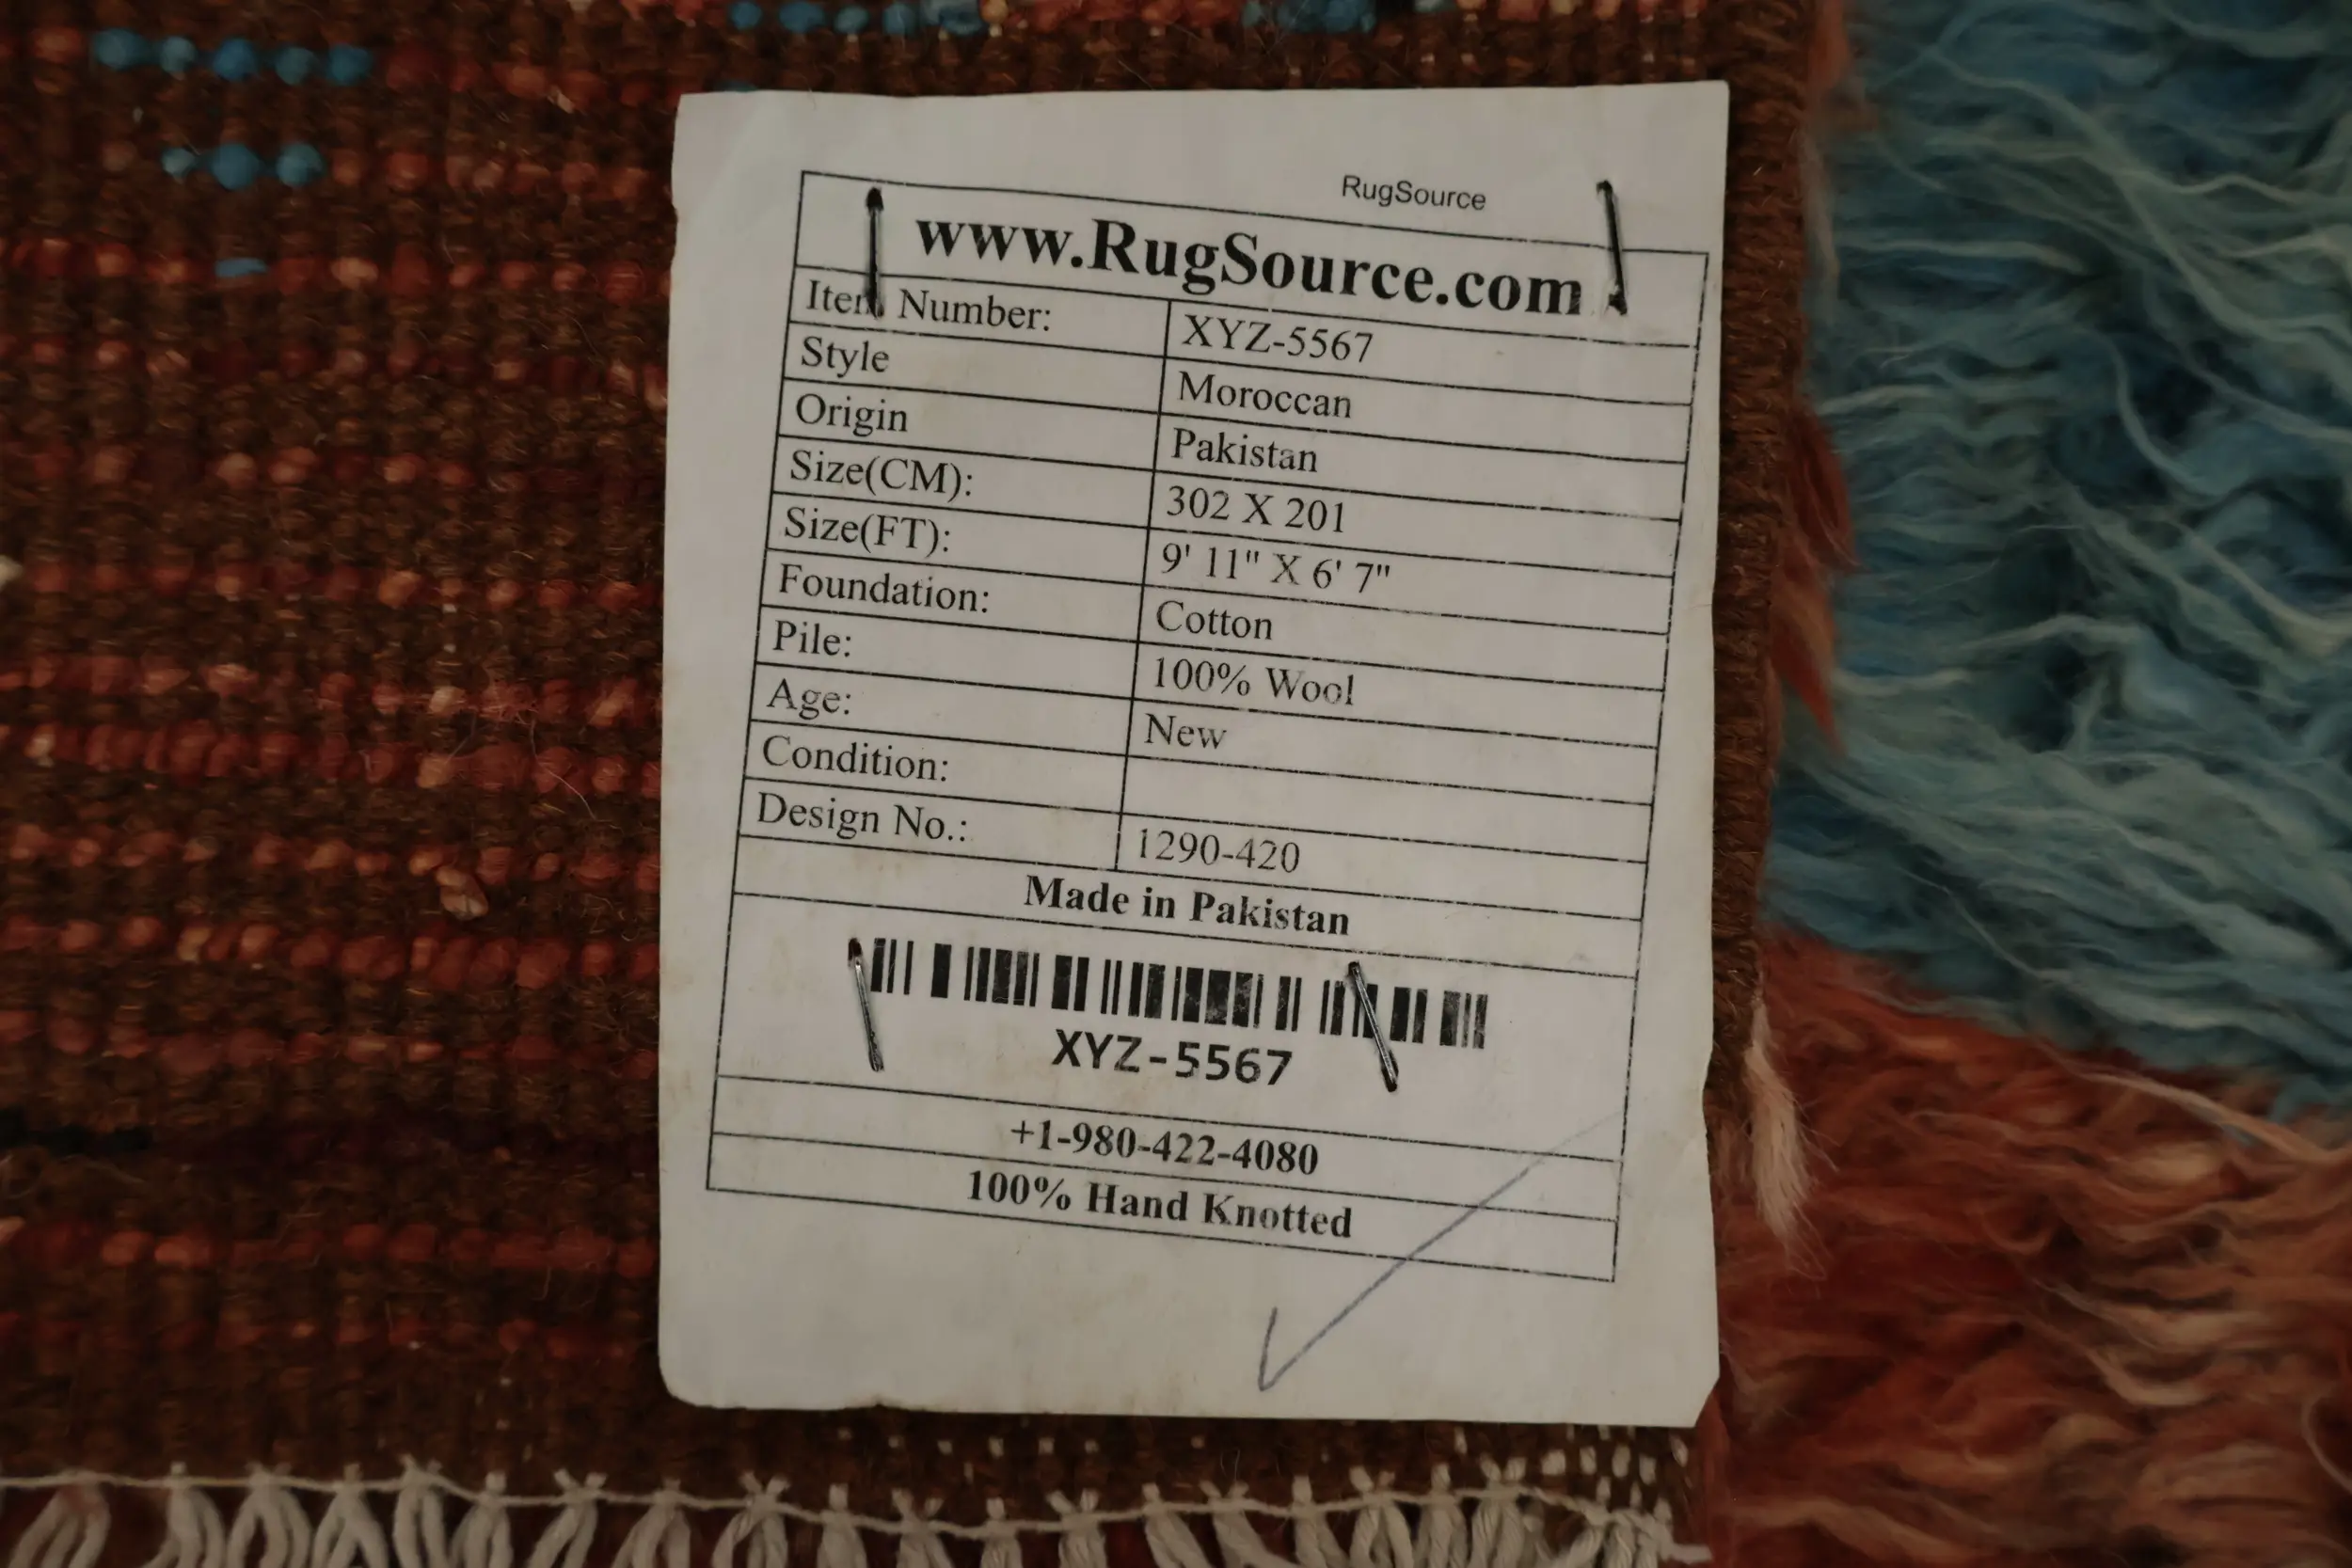 RugSource
www.RugSource.com
Item Number: XYZ-5567
Style Moroccan
Origin Pakistan
Size(CM): 302 X 201
Size(FT): 9' 11" X 6' 7"
Foundation: Cotton
Pile: 100% Wool
Age: New
Condition:
Design No.: 1290-420
Made in Pakistan
XYZ-5567
+1-980-422-4080
100% Hand Knotted